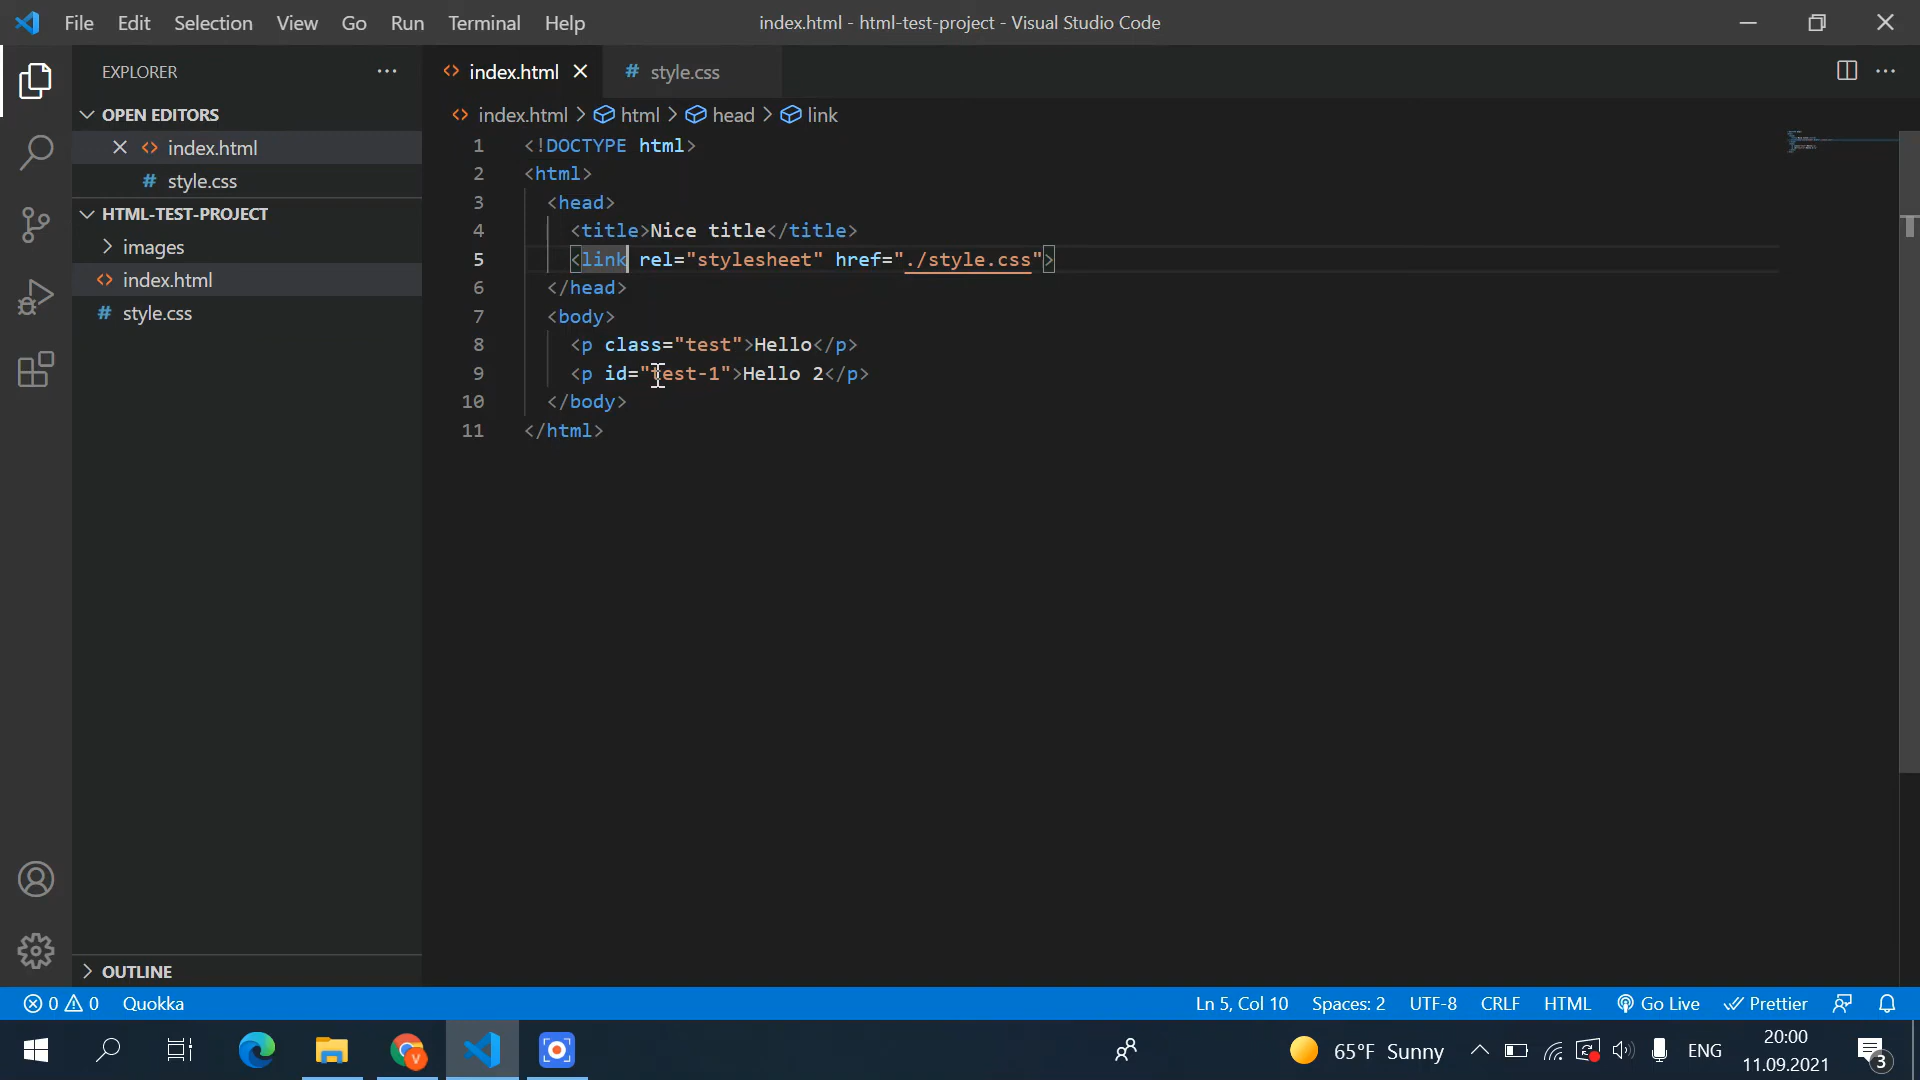 File Edit Selection View Go Run Terminal Help
index.html - html-test-project - Visual Studio Code
EXPLORER
OPEN EDITORS
index.html
# style.css
HTML-TEST-PROJECT
images
index.html
# style.css
OUTLINE
index.html # style.css
index.html > html > head > link
1 <!DOCTYPE html>
2 <html>
3 <head>
4 <title>Nice title</title>
5 <link rel="stylesheet" href="./style.css">
6 </head>
7 <body>
8 <p class="test">Hello</p>
9 <p id="test-1">Hello 2</p>
10 </body>
11 </html>
0 0 Quokka
Ln 5, Col 10 Spaces: 2 UTF-8 CRLF HTML Go Live Prettier
V
65°F Sunny
ENG
20:00
11.09.2021
3